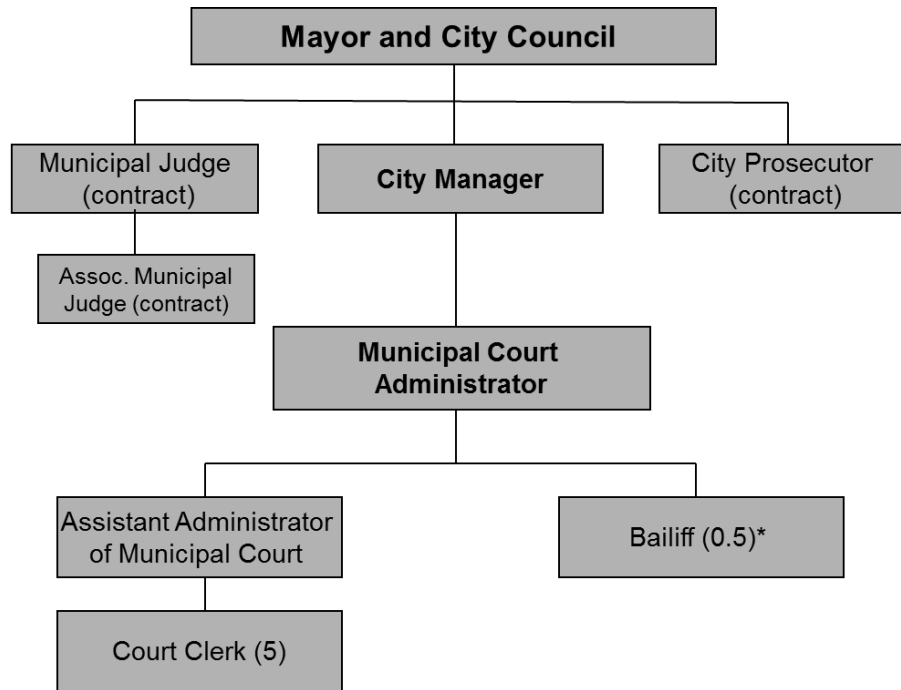 Mayor and City Council
Municipal Judge
(contract)
City Manager
City Prosecutor
(contract)
Assoc. Municipal
Judge (contract)
Municipal Court
Administrator
Assistant Administrator
of Municipal Court
Bailiff (0.5)*
Court Clerk (5)